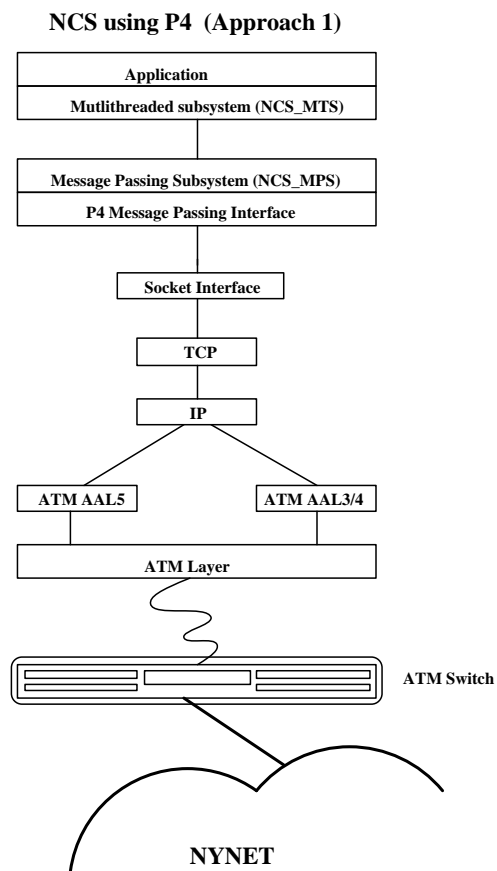 NCS using P4 (Approach 1)
Application
Mutlithreaded subsystem (NCS_MTS)
Message Passing Subsystem (NCS_MPS)
P4 Message Passing Interface
Socket Interface
TCP
IP
ATM AAL5
ATM AAL3/4
ATM Layer
ATM Switch
NYNET